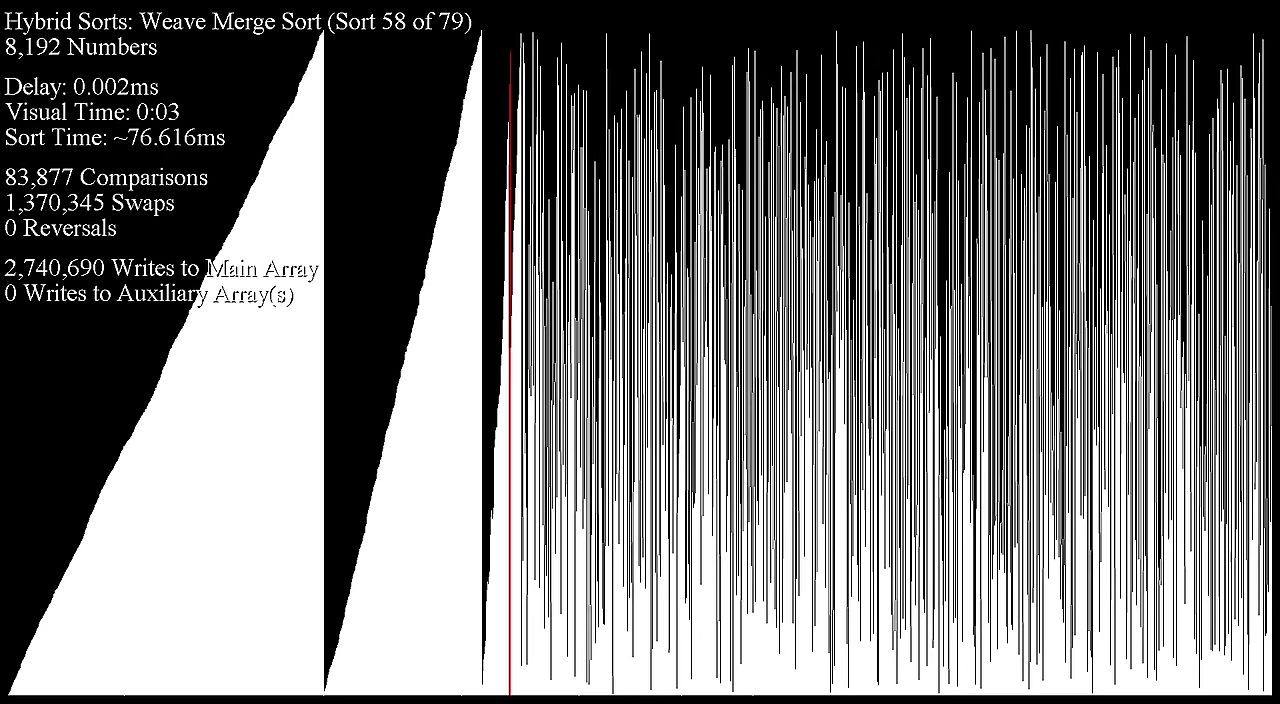 Hybrid Sorts: Weave Merge Sort (Sort 58 of 79)
8,192 Numbers
Delay: 0.002ms
Visual Time: 0:03
Sort Time: ~76.616ms
83,877 Comparisons
1,370,345 Swaps
0 Reversals
2,740,690 Writes to Main Array
0 Writes to Auxiliary Array(s)